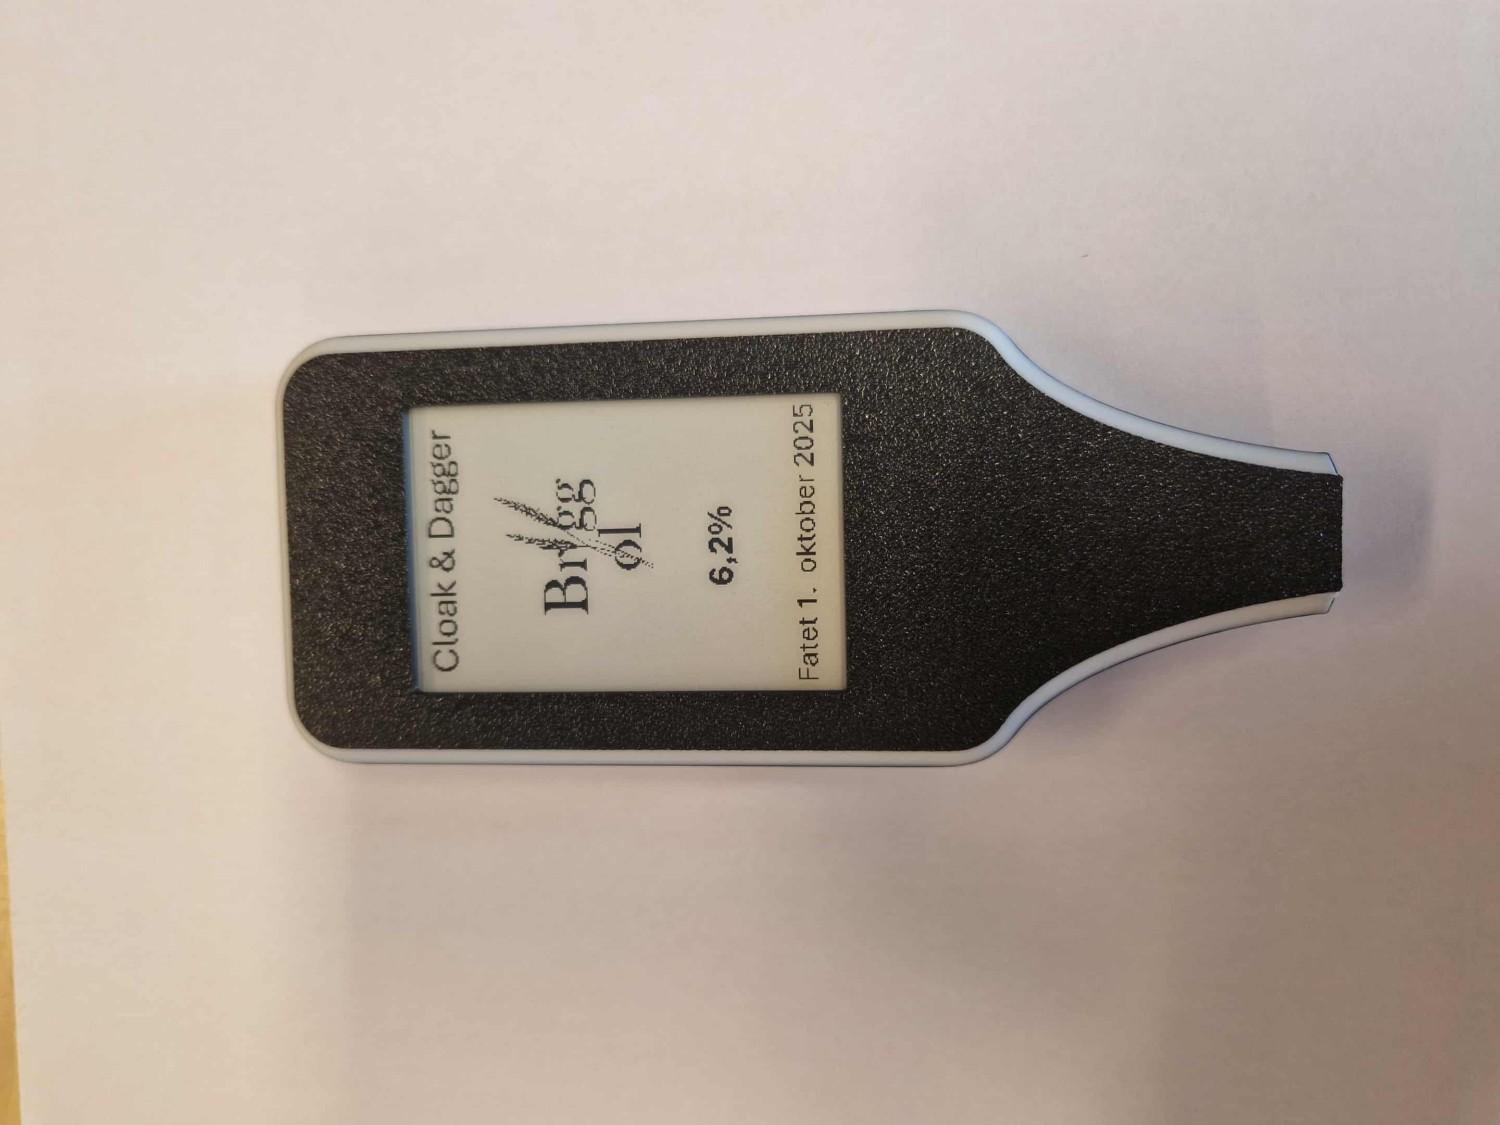 Cloak & Dagger
Brygg
øl
6,2%
Fatet 1. oktober 2025